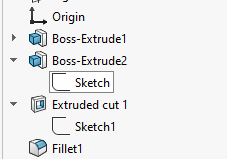 Origin
Boss-Extrude1
Boss-Extrude2
Sketch
Extruded cut 1
Sketch1
Fillet1